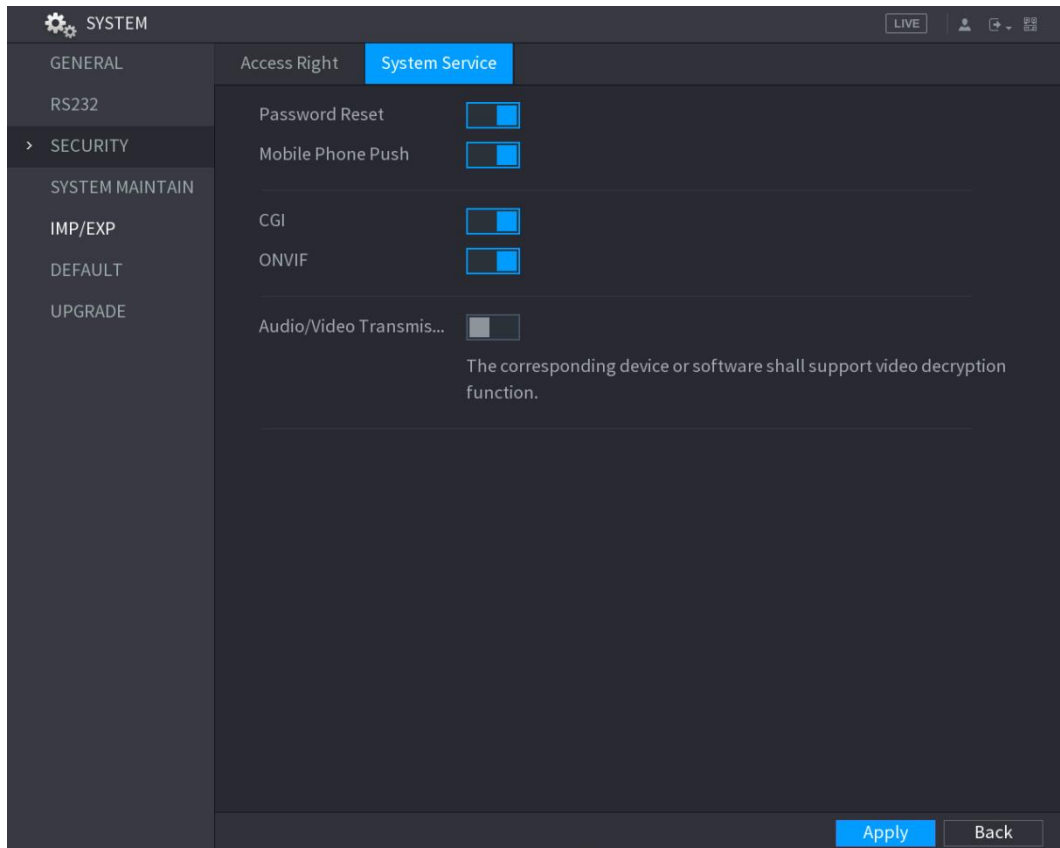 SYSTEM
LIVE
GENERAL
RS232
SECURITY
SYSTEM MAINTAIN
IMP/EXP
DEFAULT
UPGRADE
Access Right
System Service
Password Reset
Mobile Phone Push
CGI
ONVIF
Audio/Video Transmis...
The corresponding device or software shall support video decryption
function.
Apply
Back